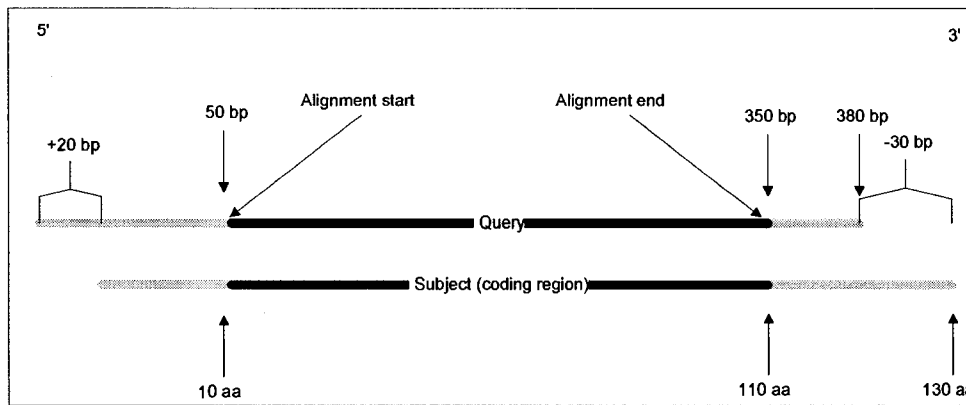 5'
3'
Alignment start
Alignment end
50 bp
350 bp
380 bp
+20 bp
-30 bp
Query
Subject (coding region)
10 aa
110 aa
130 aa